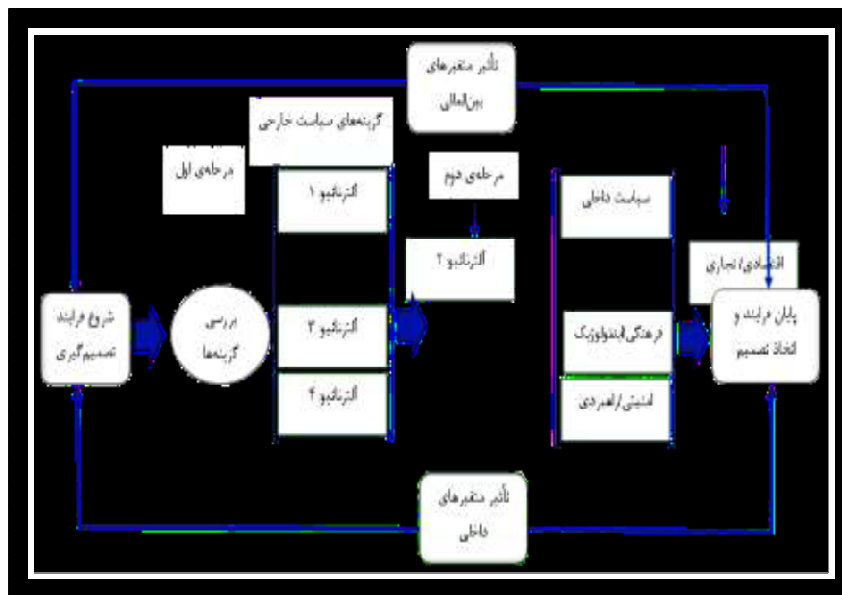 تأثیر متغیرهای
بین‌المللی
گزینه‌های سیاست خارجی
مرحله‌ی اول
مرحله‌ی دوم
آلترناتیو ۱
سیاست داخلی
آلترناتیو ۲
اقتصادی/تجاری
شروع فرایند
تصمیم‌گیری
بررسی
گزینه‌ها
آلترناتیو ۳
فرهنگی/ایدئولوژیک
پایان فرایند و
اتخاذ تصمیم
آلترناتیو ۴
امنیتی/راهبردی
تأثیر متغیرهای
داخلی